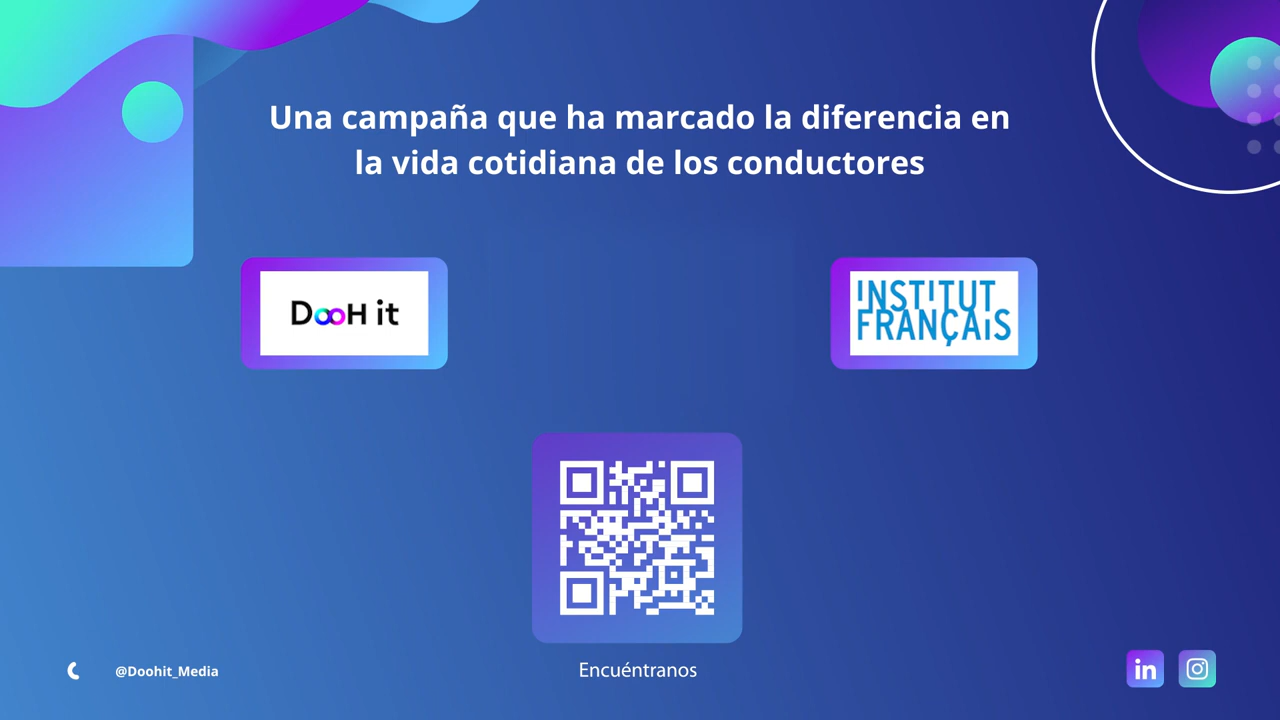 Una campaña que ha marcado la diferencia en
la vida cotidiana de los conductores
DooH it
INSTITUT
FRANÇAIS
@Doohit_Media
Encuéntranos
in